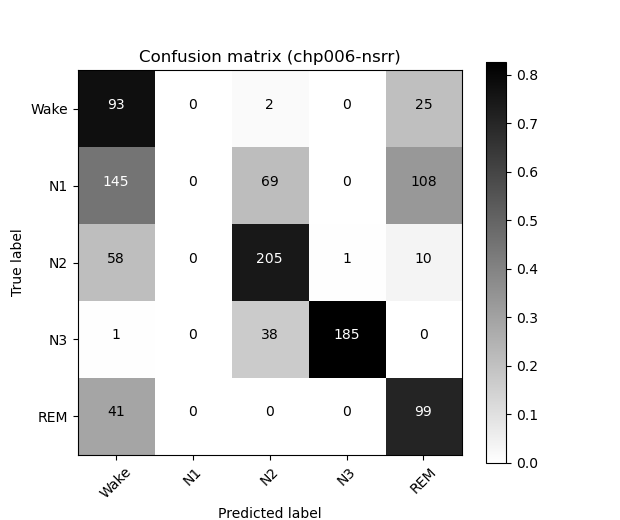 Confusion matrix (chp006-nsrr)
True label
Wake 93 0 2 0 25
N1 145 0 69 0 108
N2 58 0 205 1 10
N3 1 0 38 185 0
REM 41 0 0 0 99
Wake N1 N2 N3 REM
Predicted label
0.8
0.7
0.6
0.5
0.4
0.3
0.2
0.1
0.0